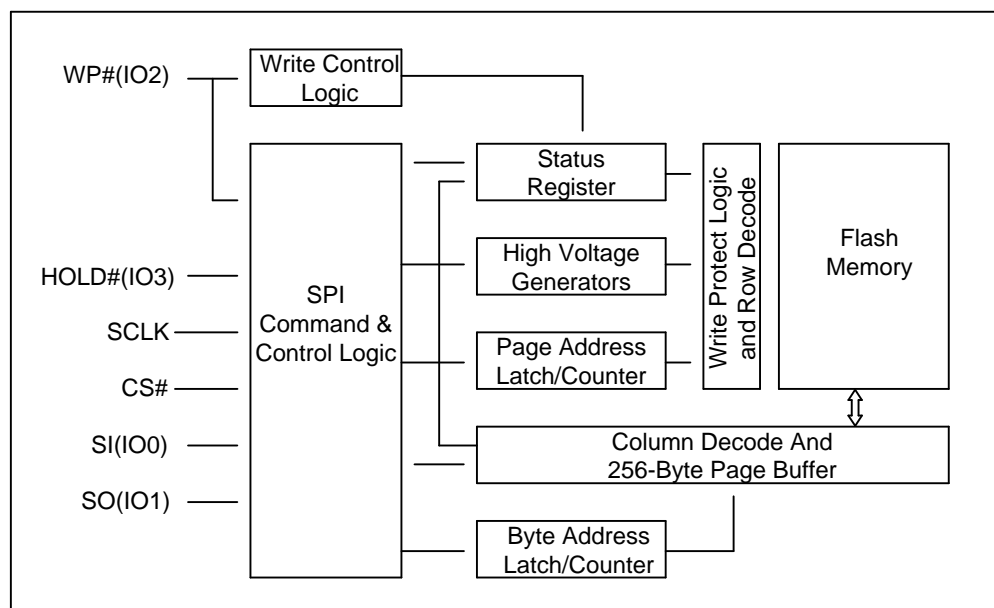 WP#(IO2)
Write Control
Logic
HOLD#(IO3)
SCLK
CS#
SI(IO0)
SO(IO1)
SPI
Command &
Control Logic
Status
Register
High Voltage
Generators
Page Address
Latch/Counter
Write Protect Logic
and Row Decode
Flash
Memory
Column Decode And
256-Byte Page Buffer
Byte Address
Latch/Counter